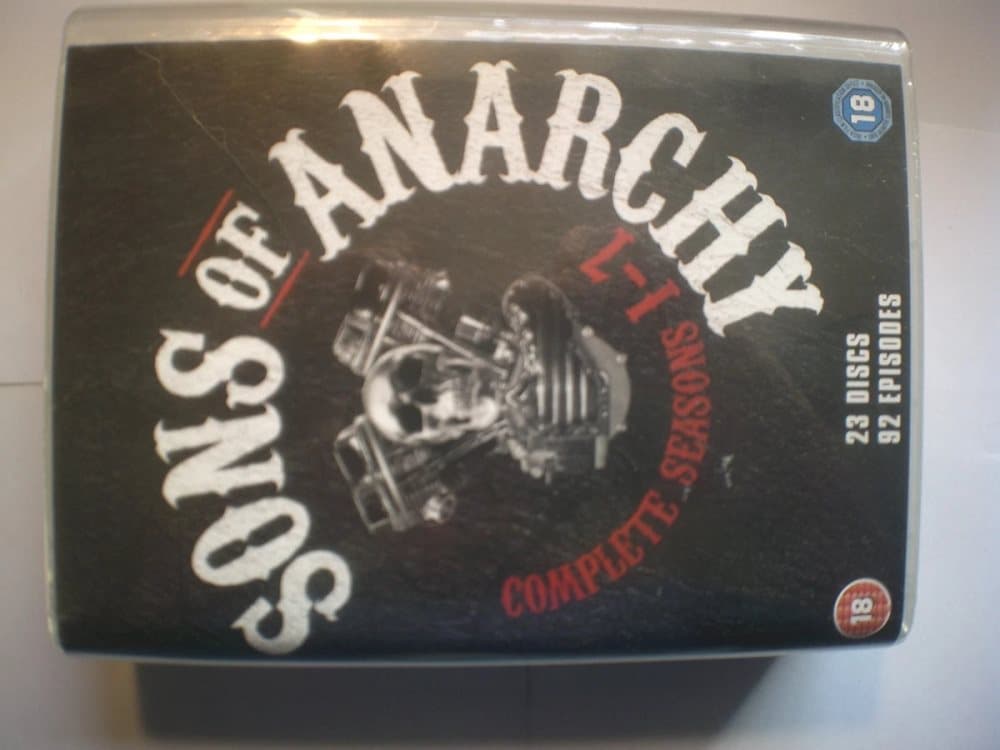 SONS OF ANARCHY
COMPLETE SEASONS 1-7
23 DISCS
92 EPISODES
18
18